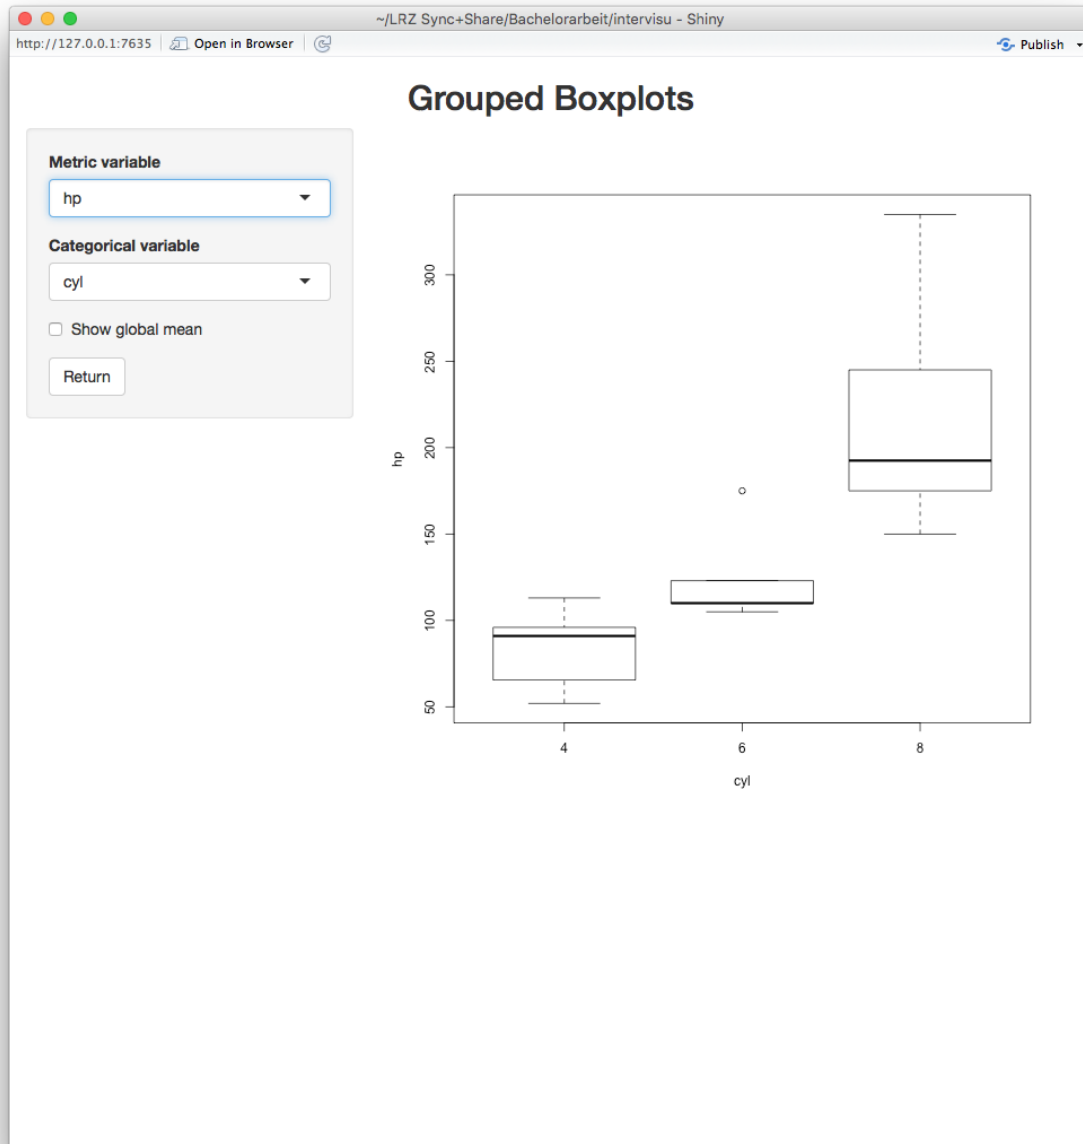 ~/LRZ Sync+Share/Bachelorarbeit/intervisu - Shiny
http://127.0.0.1:7635 Open in Browser Publish
Grouped Boxplots
Metric variable
hp
Categorical variable
cyl
Show global mean
Return
hp
300
250
200
150
100
50
4 6 8
cyl